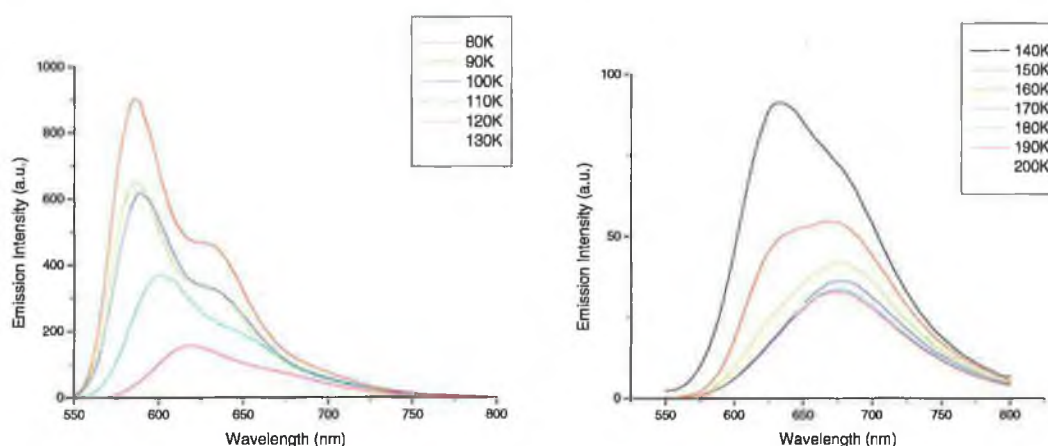 80K
90K
100K
110K
120K
130K
1000
800
600
400
200
0
Emission Intensity (a.u.)
550 600 650 700 750 800
Wavelength (nm)
140K
150K
160K
170K
180K
190K
200K
100
50
0
Emission Intensity (a.u.)
550 600 650 700 750 800
Wavelength (nm)